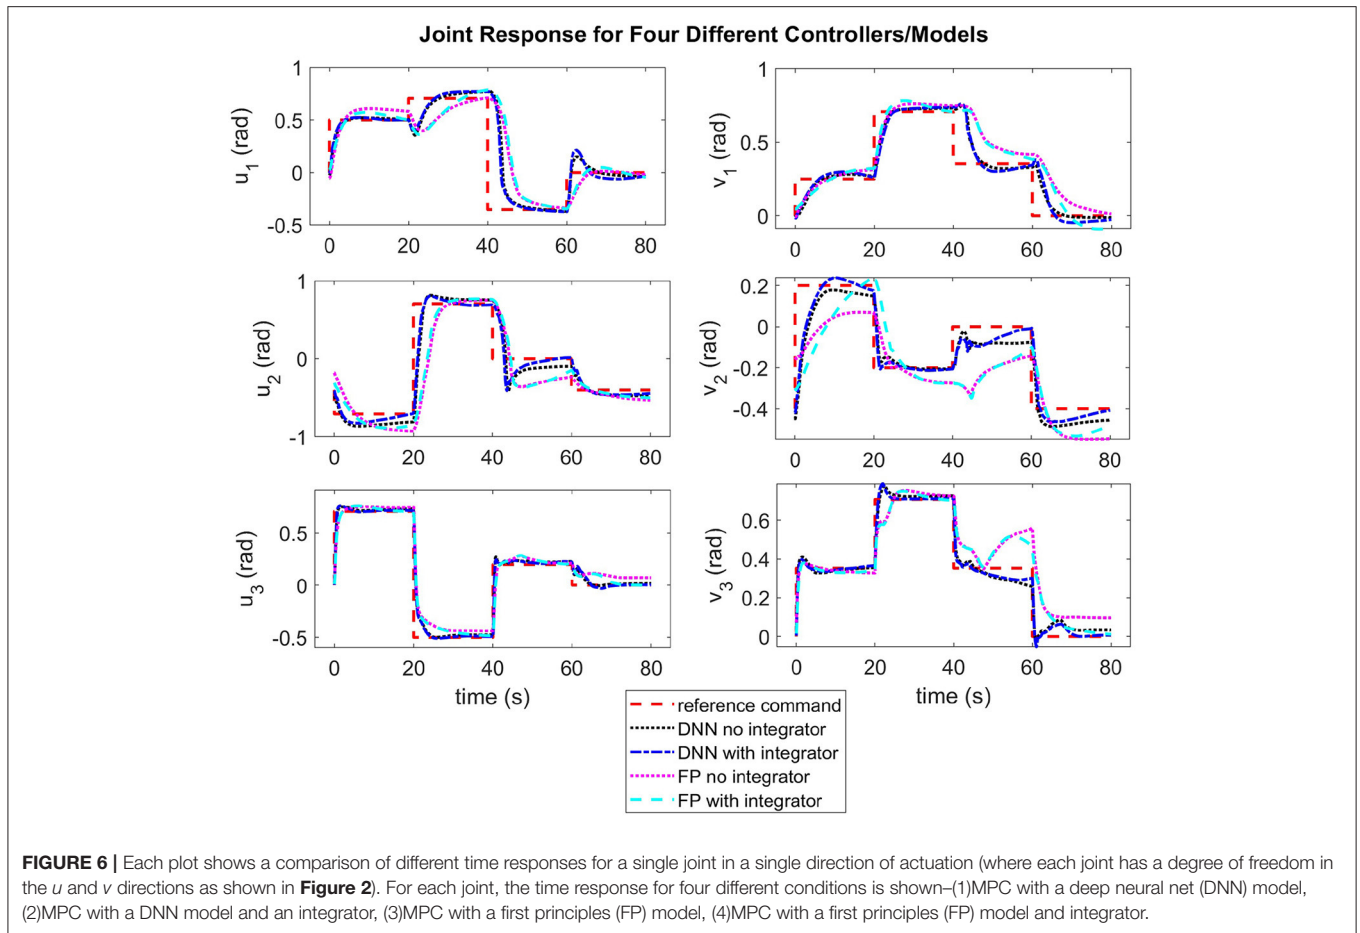 Joint Response for Four Different Controllers/Models
1
0.5
0
-0.5
u1 (rad)
0 20 40 60 80
1
0.5
0
v1 (rad)
0 20 40 60 80
1
0
-1
u2 (rad)
0 20 40 60 80
0.2
0
-0.2
-0.4
v2 (rad)
0 20 40 60 80
0.5
0
-0.5
u3 (rad)
0 20 40 60 80
time (s)
0.6
0.4
0.2
0
v3 (rad)
0 20 40 60 80
time (s)
reference command
DNN no integrator
DNN with integrator
FP no integrator
FP with integrator
FIGURE 6 | Each plot shows a comparison of different time responses for a single joint in a single direction of actuation (where each joint has a degree of freedom in
the u and v directions as shown in Figure 2). For each joint, the time response for four different conditions is shown–(1)MPC with a deep neural net (DNN) model,
(2)MPC with a DNN model and an integrator, (3)MPC with a first principles (FP) model, (4)MPC with a first principles (FP) model and integrator.